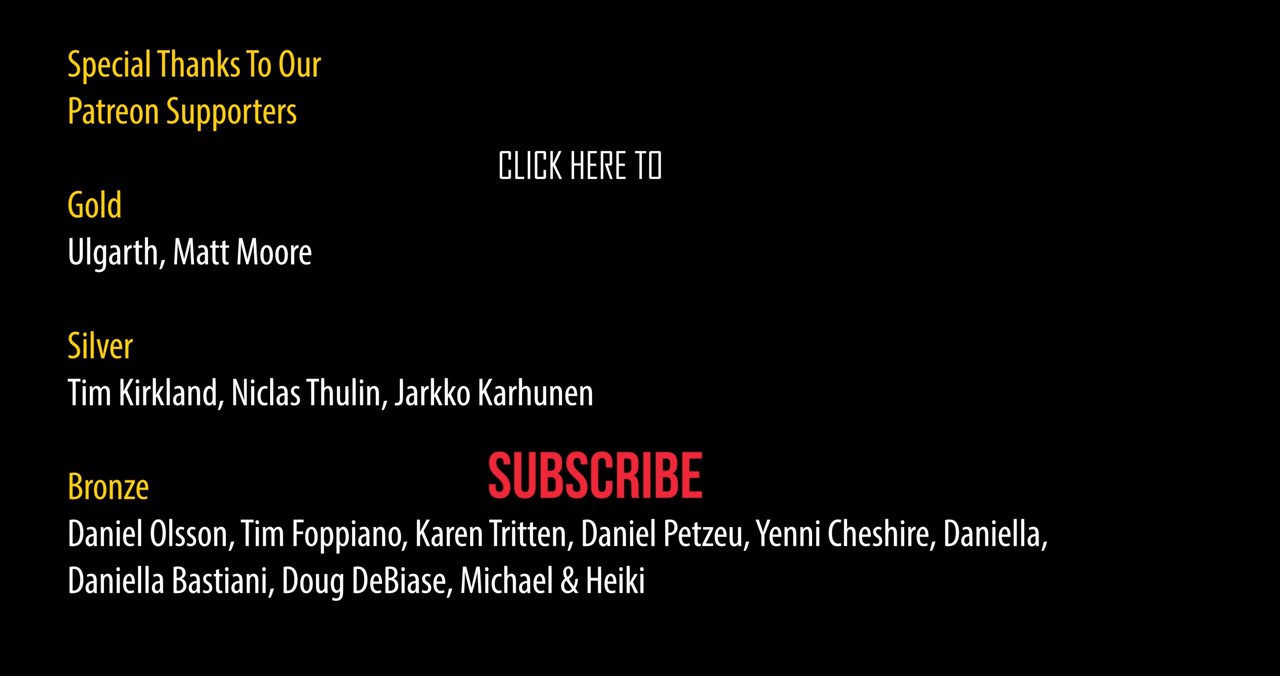 Special Thanks To Our
Patreon Supporters
CLICK HERE TO
Gold
Ulgarth, Matt Moore
Silver
Tim Kirkland, Niclas Thulin, Jarkko Karhunen
SUBSCRIBE
Bronze
Daniel Olsson, Tim Foppiano, Karen Tritten, Daniel Petzeu, Yenni Cheshire, Daniella,
Daniella Bastiani, Doug DeBiase, Michael & Heiki